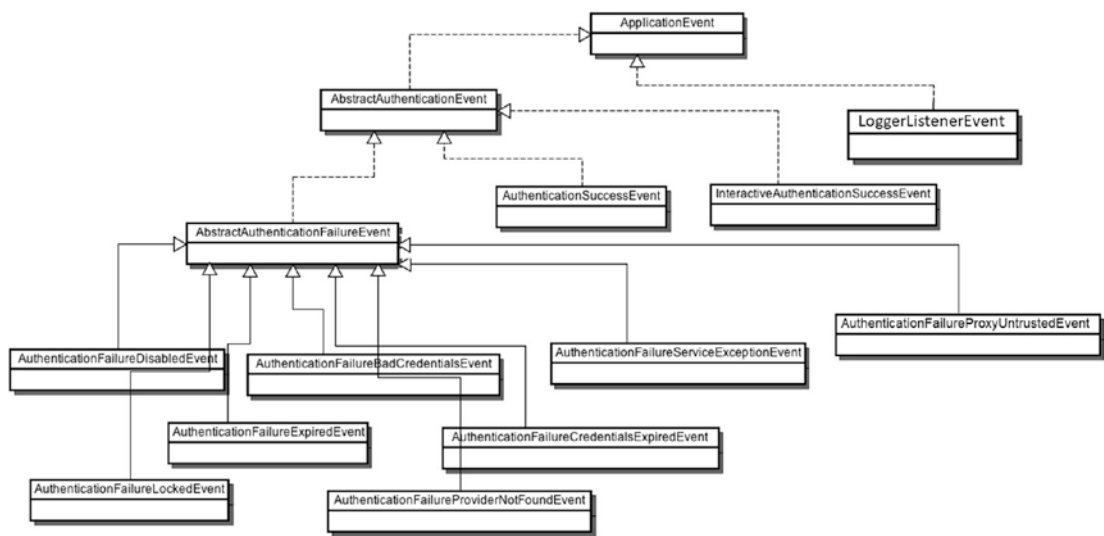 ApplicationEvent
AbstractAuthenticationEvent
LoggerListenerEvent
AuthenticationSuccessEvent
InteractiveAuthenticationSuccessEvent
AbstractAuthenticationFailureEvent
AuthenticationFailureProxyUntrustedEvent
AuthenticationFailureDisabledEvent
AuthenticationFailureBadCredentialsEvent
AuthenticationFailureServiceExceptionEvent
AuthenticationFailureExpiredEvent
AuthenticationFailureCredentialsExpiredEvent
AuthenticationFailureLockedEvent
AuthenticationFailureProviderNotFoundEvent